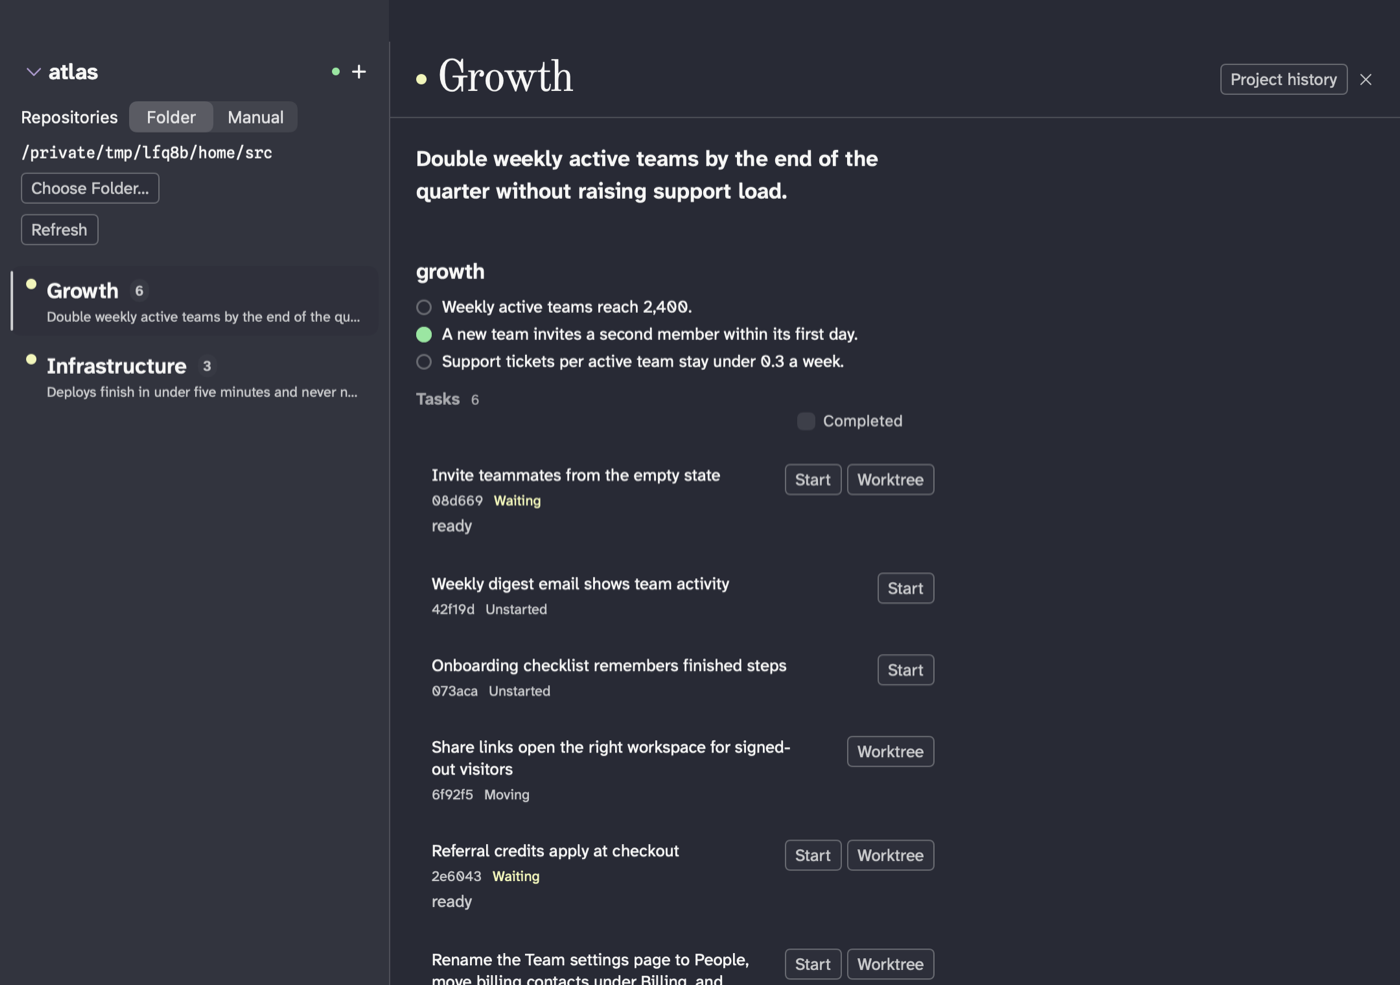 atlas
Repositories Folder Manual
/private/tmp/lfq8b/home/src
Choose Folder...
Refresh
Growth 6
Double weekly active teams by the end of the qu...
Infrastructure 3
Deploys finish in under five minutes and never n...
Growth
Project history
Double weekly active teams by the end of the
quarter without raising support load.
growth
Weekly active teams reach 2,400.
A new team invites a second member within its first day.
Support tickets per active team stay under 0.3 a week.
Tasks 6
Completed
Invite teammates from the empty state
Start Worktree
08d669 Waiting
ready
Weekly digest email shows team activity
Start
42f19d Unstarted
Onboarding checklist remembers finished steps
Start
073aca Unstarted
Share links open the right workspace for signed-
out visitors
Worktree
6f92f5 Moving
Referral credits apply at checkout
Start Worktree
2e6043 Waiting
ready
Rename the Team settings page to People,
move billing contacts under Billing, and
Start Worktree